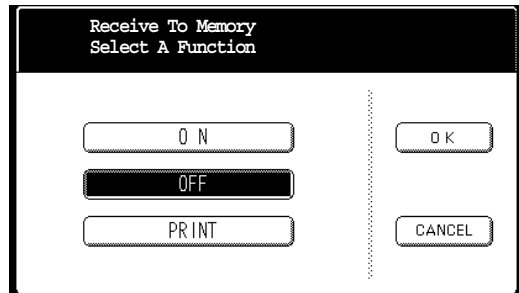 Receive To Memory
Select A Function
ON
OK
OFF
PRINT
CANCEL